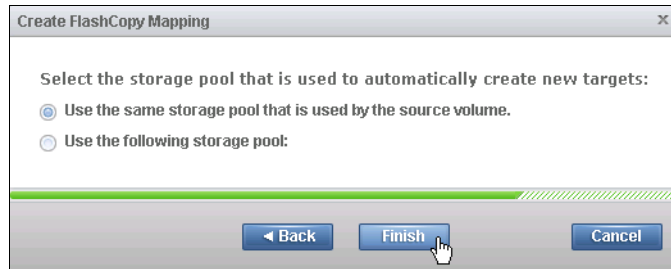 Create FlashCopy Mapping x
Select the storage pool that is used to automatically create new targets:
Use the same storage pool that is used by the source volume.
Use the following storage pool:
◄ Back Finish Cancel